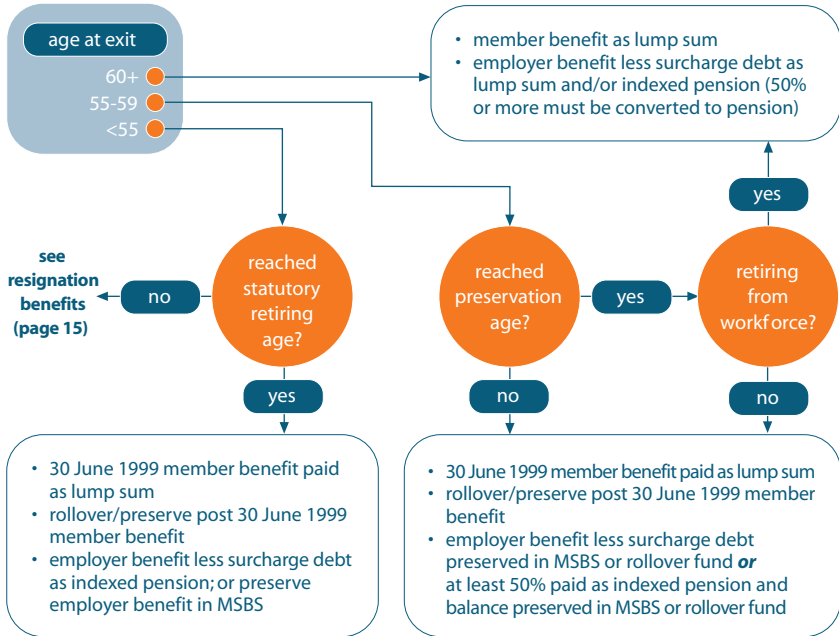 age at exit
60+
55-59
<55
• member benefit as lump sum
• employer benefit less surcharge debt as
lump sum and/or indexed pension (50%
or more must be converted to pension)
yes
see
resignation
benefits
(page 15)
no
reached
statutory
retiring
age?
reached
preservation
age?
yes
retiring
from
workforce?
yes
no
no
• 30 June 1999 member benefit paid
as lump sum
• rollover/preserve post 30 June 1999
member benefit
• employer benefit less surcharge debt
as indexed pension; or preserve
employer benefit in MSBS
• 30 June 1999 member benefit paid as lump sum
• rollover/preserve post 30 June 1999 member
benefit
• employer benefit less surcharge debt
preserved in MSBS or rollover fund or
at least 50% paid as indexed pension and
balance preserved in MSBS or rollover fund